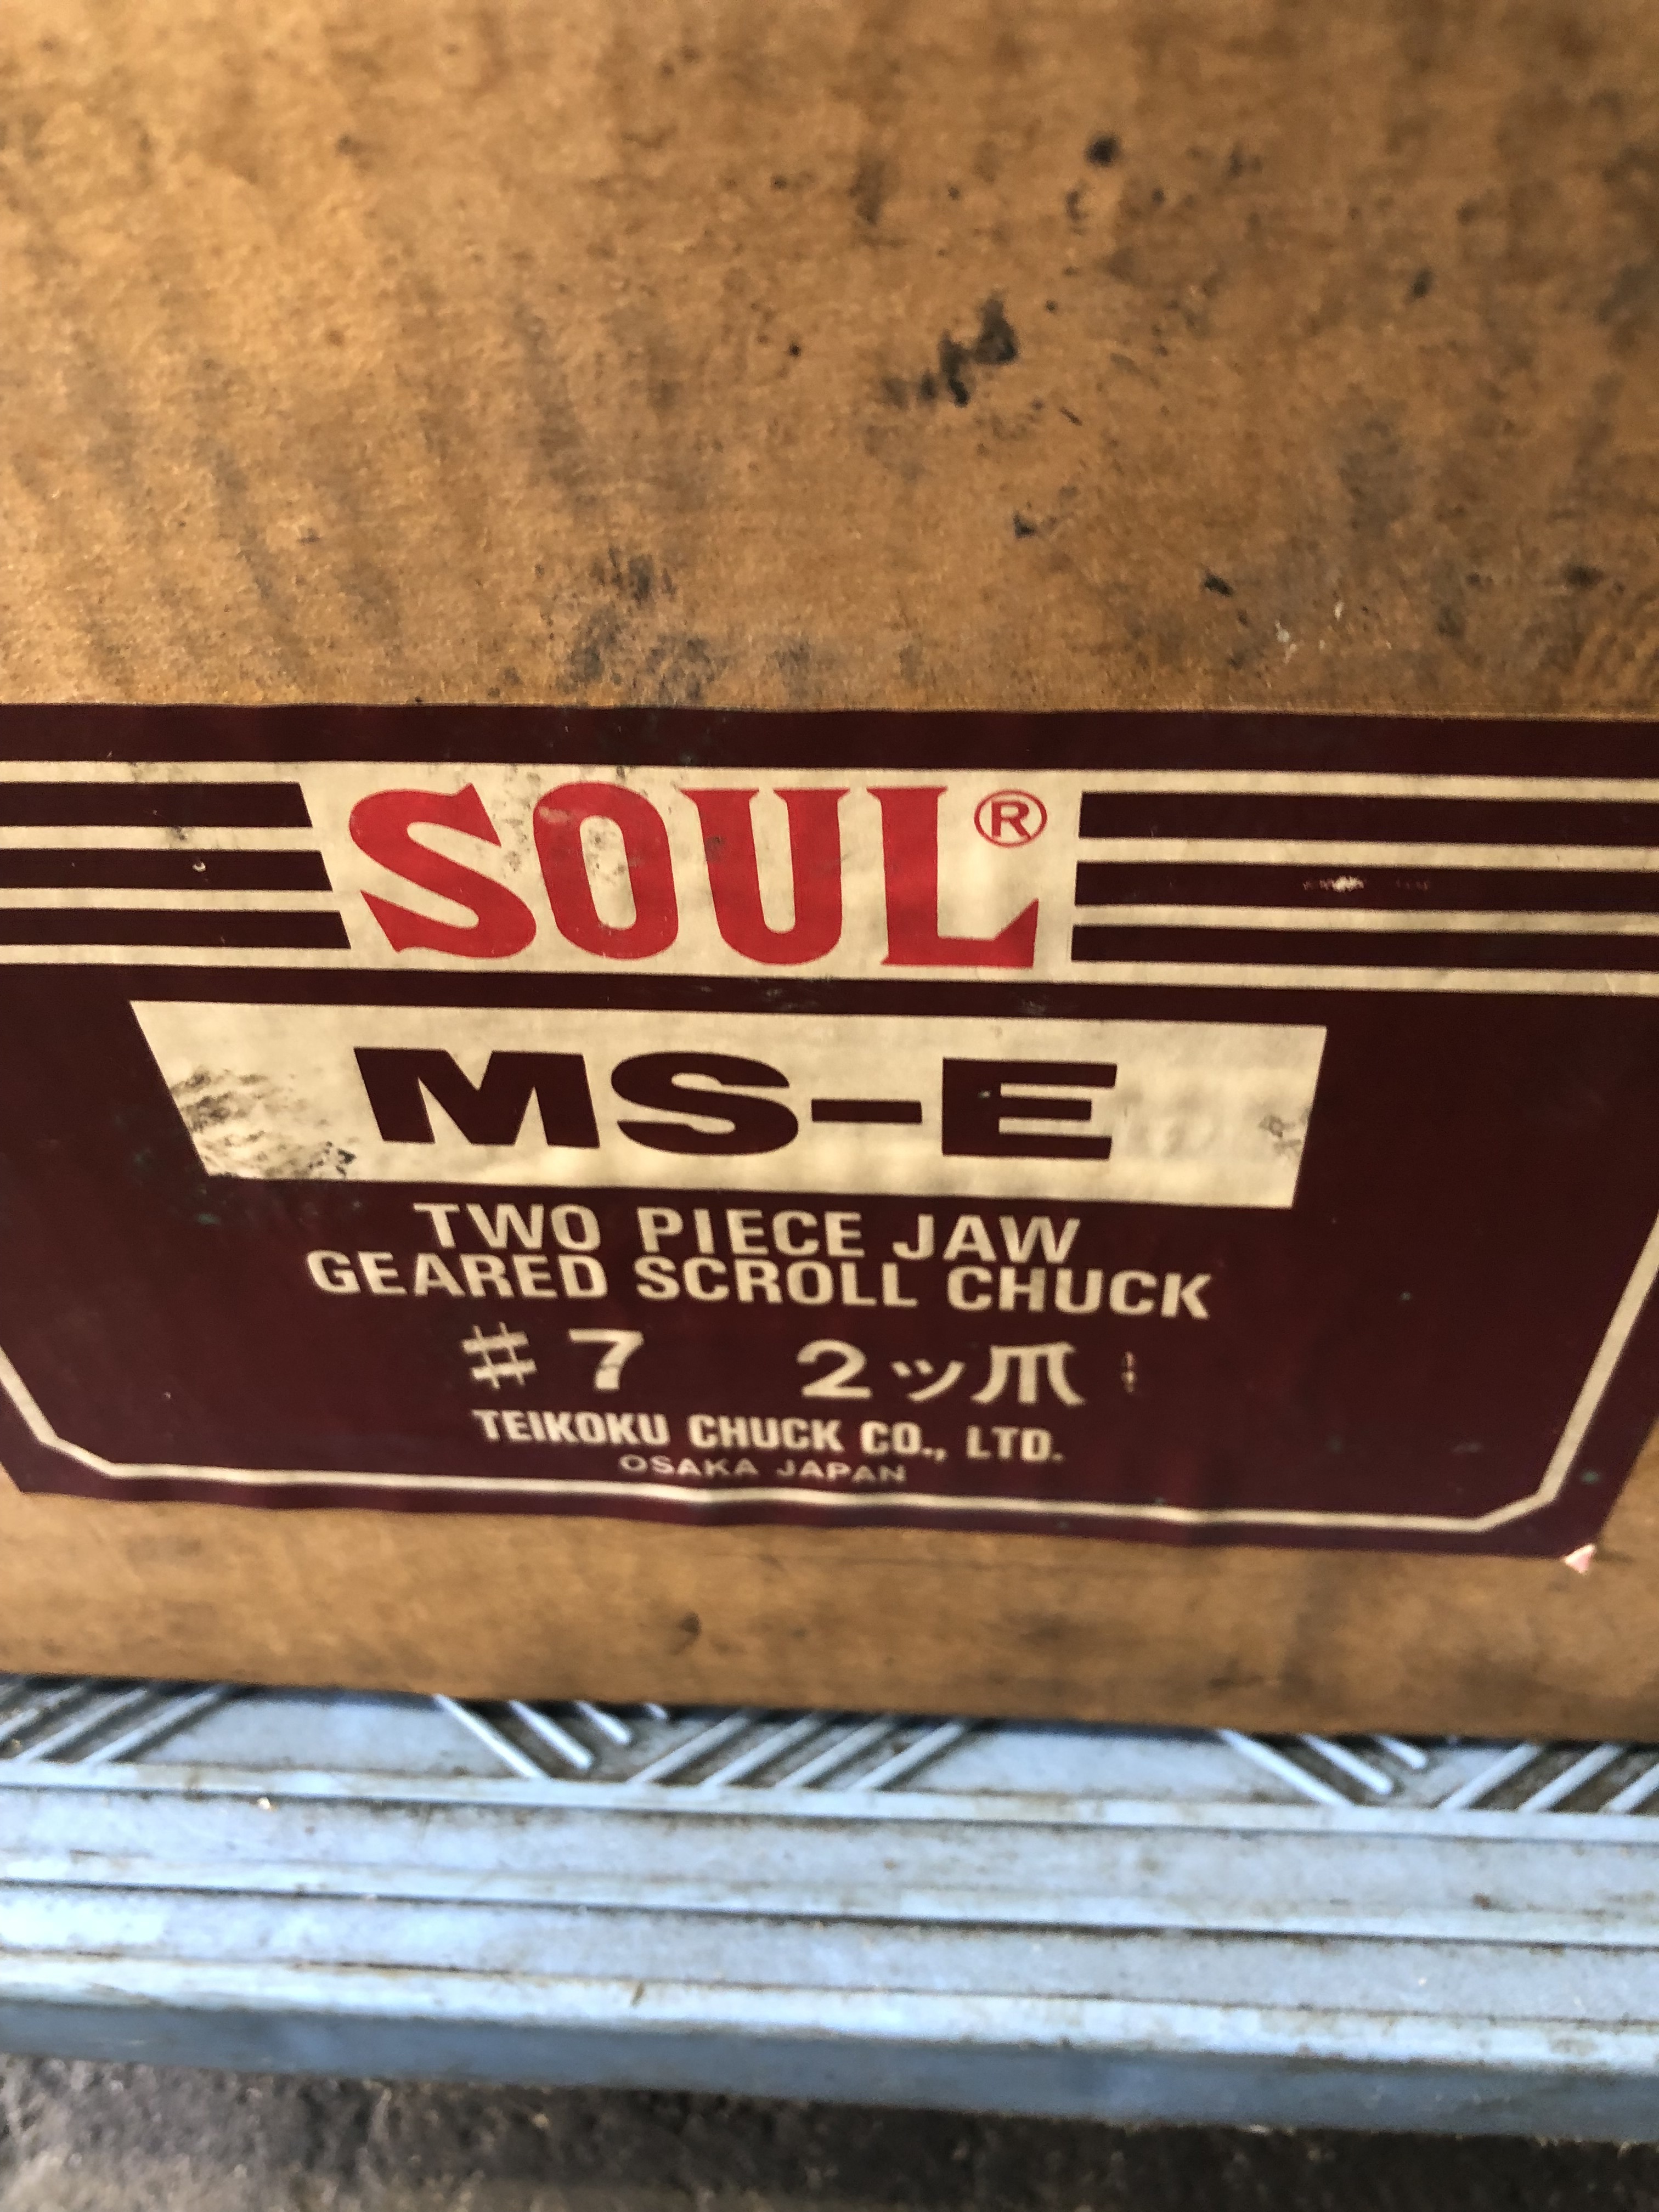 SOUL®
MS-E
TWO PIECE JAW
GEARED SCROLL CHUCK
#7 2ッ爪
TEIKOKU CHUCK CO., LTD.
OSAKA JAPAN